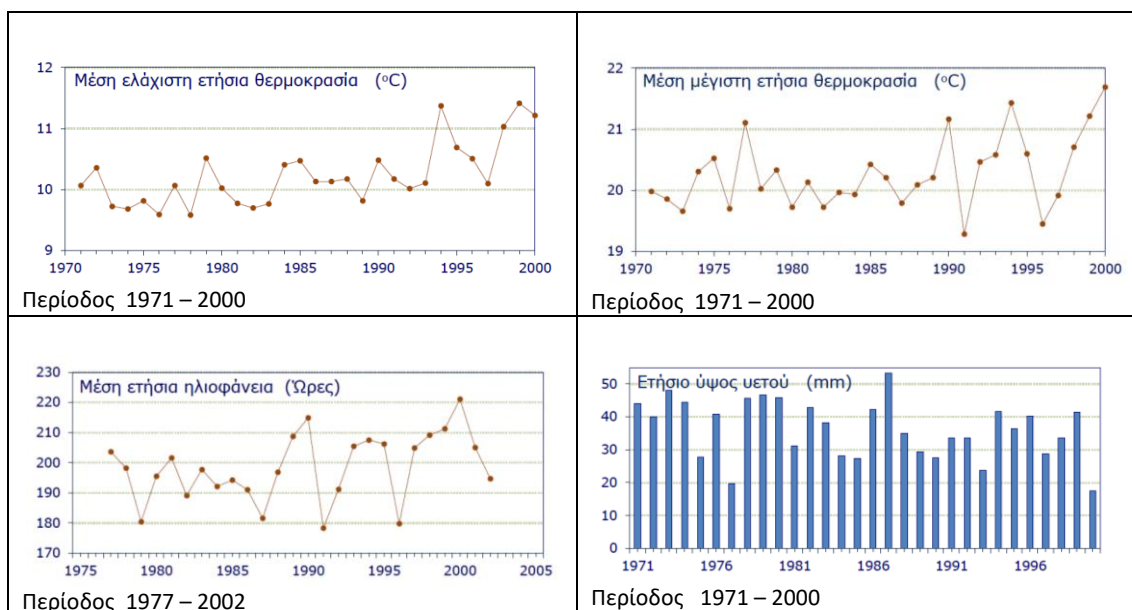 Μέση ελάχιστη ετήσια θερμοκρασία (°C)
12
11
10
9
1970 1975 1980 1985 1990 1995 2000
Περίοδος 1971 – 2000
Μέση μέγιστη ετήσια θερμοκρασία (°C)
22
21
20
19
1970 1975 1980 1985 1990 1995 2000
Περίοδος 1971 – 2000
Μέση ετήσια ηλιοφάνεια (Ώρες)
230
220
210
200
190
180
170
1975 1980 1985 1990 1995 2000 2005
Περίοδος 1977 – 2002
Ετήσιο ύψος υετού (mm)
50
40
30
20
10
0
1971 1976 1981 1986 1991 1996
Περίοδος 1971 – 2000